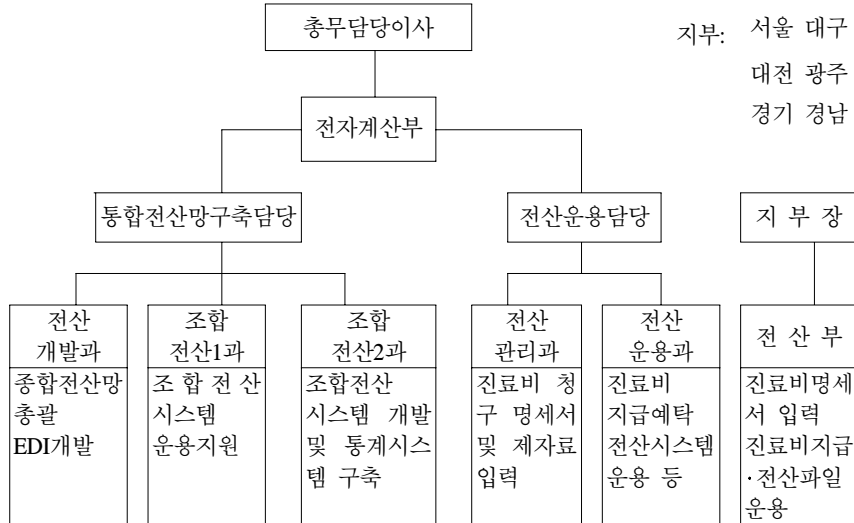 총무담당이사
지부: 서울 대구
대전 광주
경기 경남
전자계산부
통합전산망구축담당
전산운용담당
지 부 장
전산
개발과
종합전산망
총괄
EDI개발
조합
전산1과
조 합 전 산
시스템
운용지원
조합
전산2과
조합전산
시스템 개발
및 통계시스
템 구축
전산
관리과
진료비 청
구 명세서
및 제자료
입력
전산
운용과
진료비
지급예탁
전산시스템
운용 등
전 산 부
진료비명세
서 입력
진료비지급
·전산파일
운용